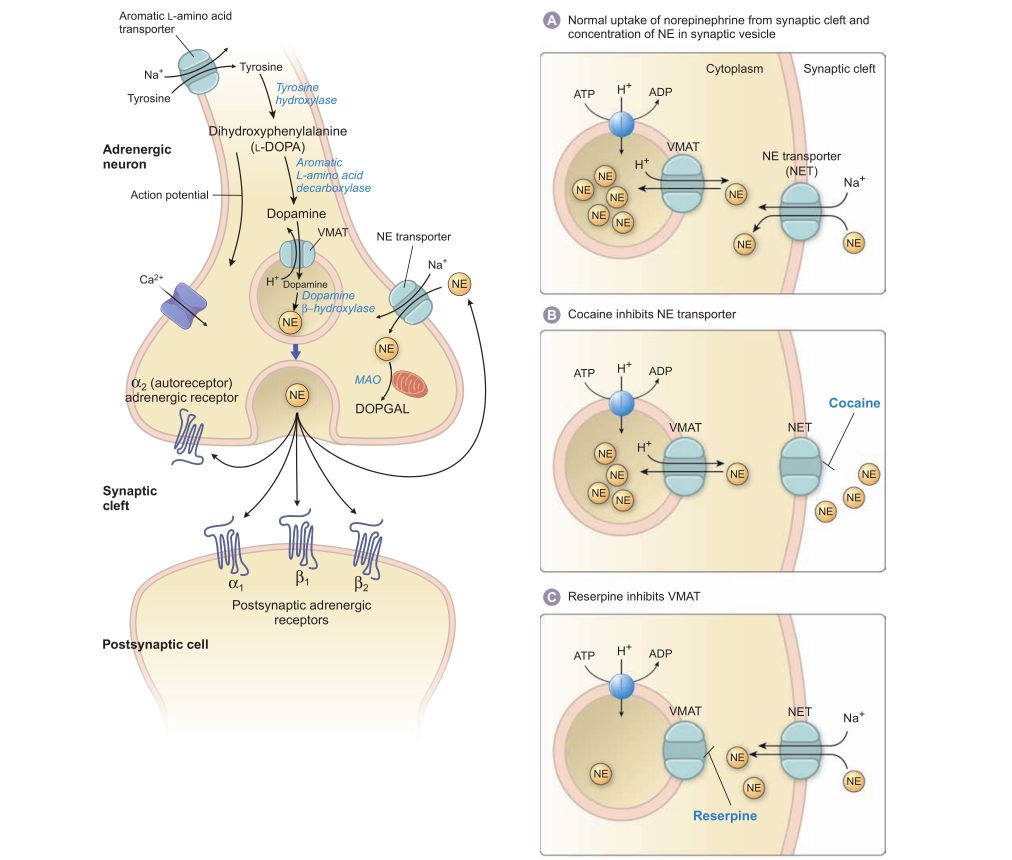 Aromatic L-amino acid
transporter
Na+
Tyrosine
Tyrosine
Tyrosine
hydroxylase
Dihydroxyphenylalanine
(L-DOPA)
Adrenergic
neuron
Aromatic
L-amino acid
decarboxylase
Action potential
Dopamine
VMAT
NE transporter
Na+
Ca2+
H+
Dopamine
NE
Dopamine
β–hydroxylase
NE
NE
MAO
α2 (autoreceptor)
adrenergic receptor
NE
DOPGAL
Synaptic
cleft
α1
β1
β2
Postsynaptic adrenergic
receptors
Postsynaptic cell
A Normal uptake of norepinephrine from synaptic cleft and
concentration of NE in synaptic vesicle
Cytoplasm
Synaptic cleft
ATP
H+
ADP
VMAT
H+
NE transporter
(NET)
Na+
NE
NE
NE
NE
NE
NE
NE
NE
B Cocaine inhibits NE transporter
ATP
H+
ADP
Cocaine
VMAT
NET
H+
NE
NE
NE
NE
NE
NE
NE
NE
C Reserpine inhibits VMAT
ATP
H+
ADP
VMAT
NET
Na+
NE
NE
NE
NE
Reserpine